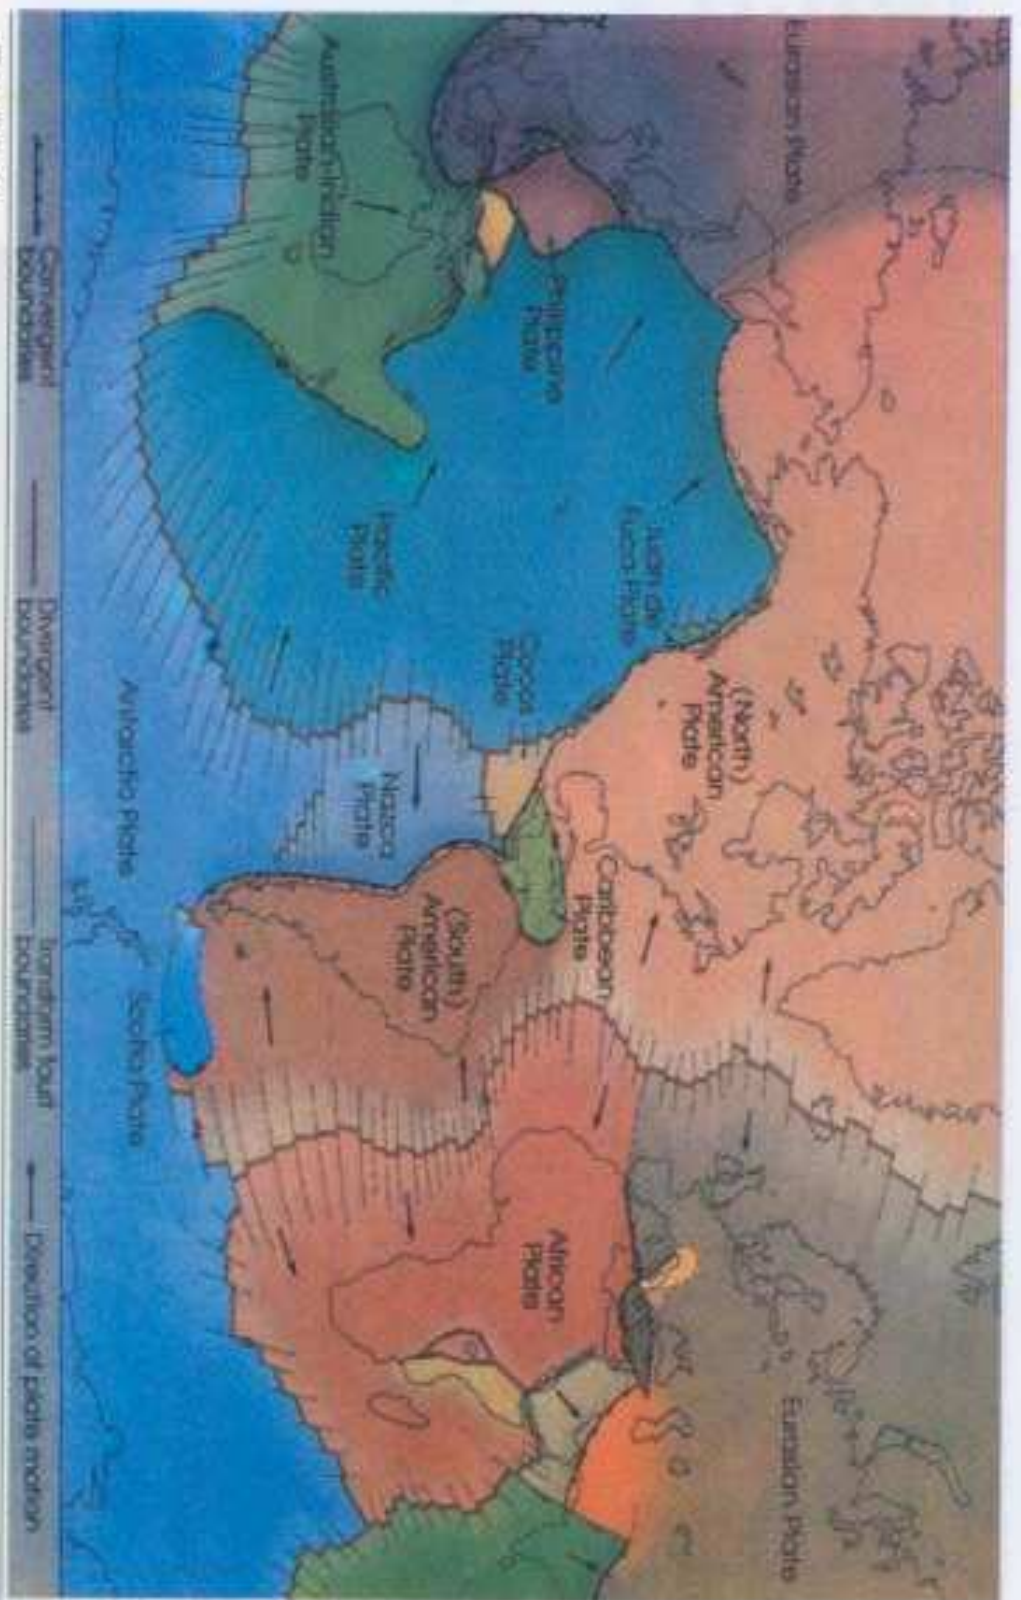 Eurasian Plate
Australian-Indian
Plate
Philippine
Plate
Juan de
Fuca Plate
Pacific
Plate
Cocos
Plate
(North)
American
Plate
Caribbean
Plate
Nazca
Plate
(South)
American
Plate
African
Plate
Eurasian Plate
Antarctic Plate
Scotia Plate
Convergent
boundaries
Divergent
boundaries
Transform fault
boundaries
Direction of plate motion